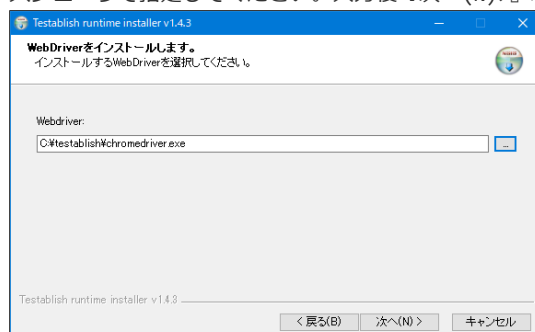 Testablish runtime installer v1.4.3
WebDriverをインストールします。
インストールするWebDriverを選択してください。
Webdriver:
C:¥testablish¥chromedriver.exe
...
Testablish runtime installer v1.4.3
< 戻る(B)
次へ(N) >
キャンセル